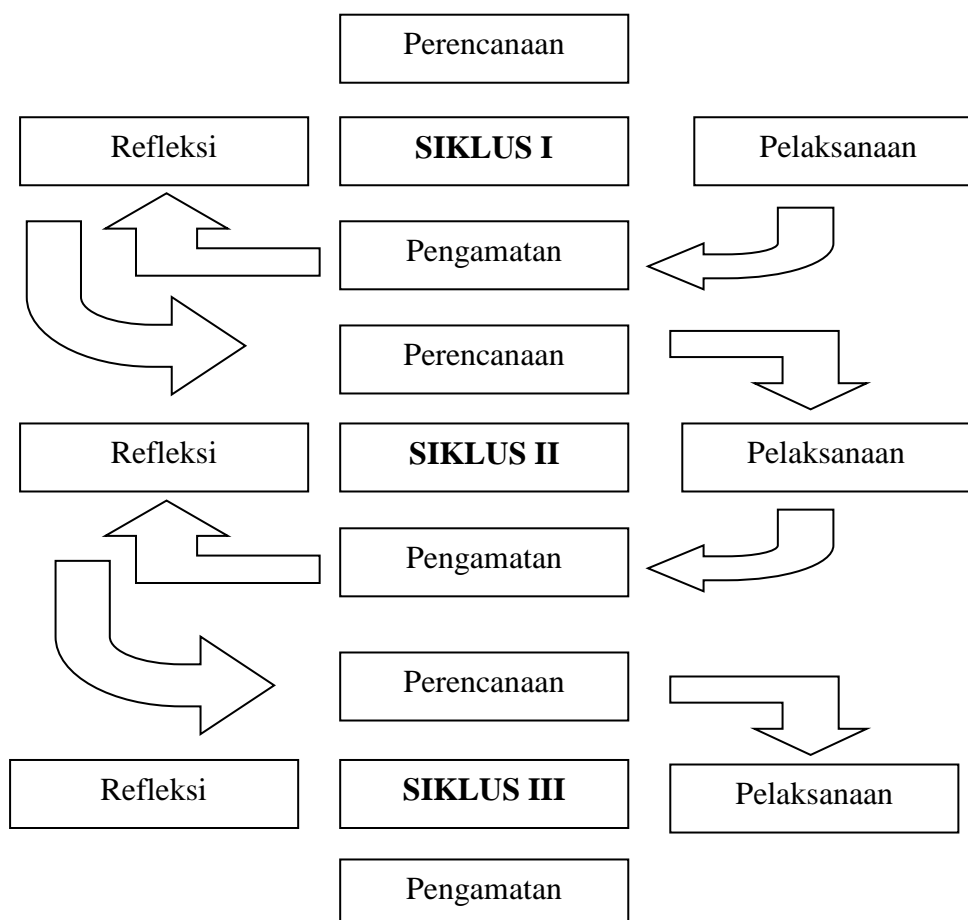 Perencanaan
Refleksi
SIKLUS I
Pelaksanaan
Pengamatan
Perencanaan
Refleksi
SIKLUS II
Pelaksanaan
Pengamatan
Perencanaan
Refleksi
SIKLUS III
Pelaksanaan
Pengamatan